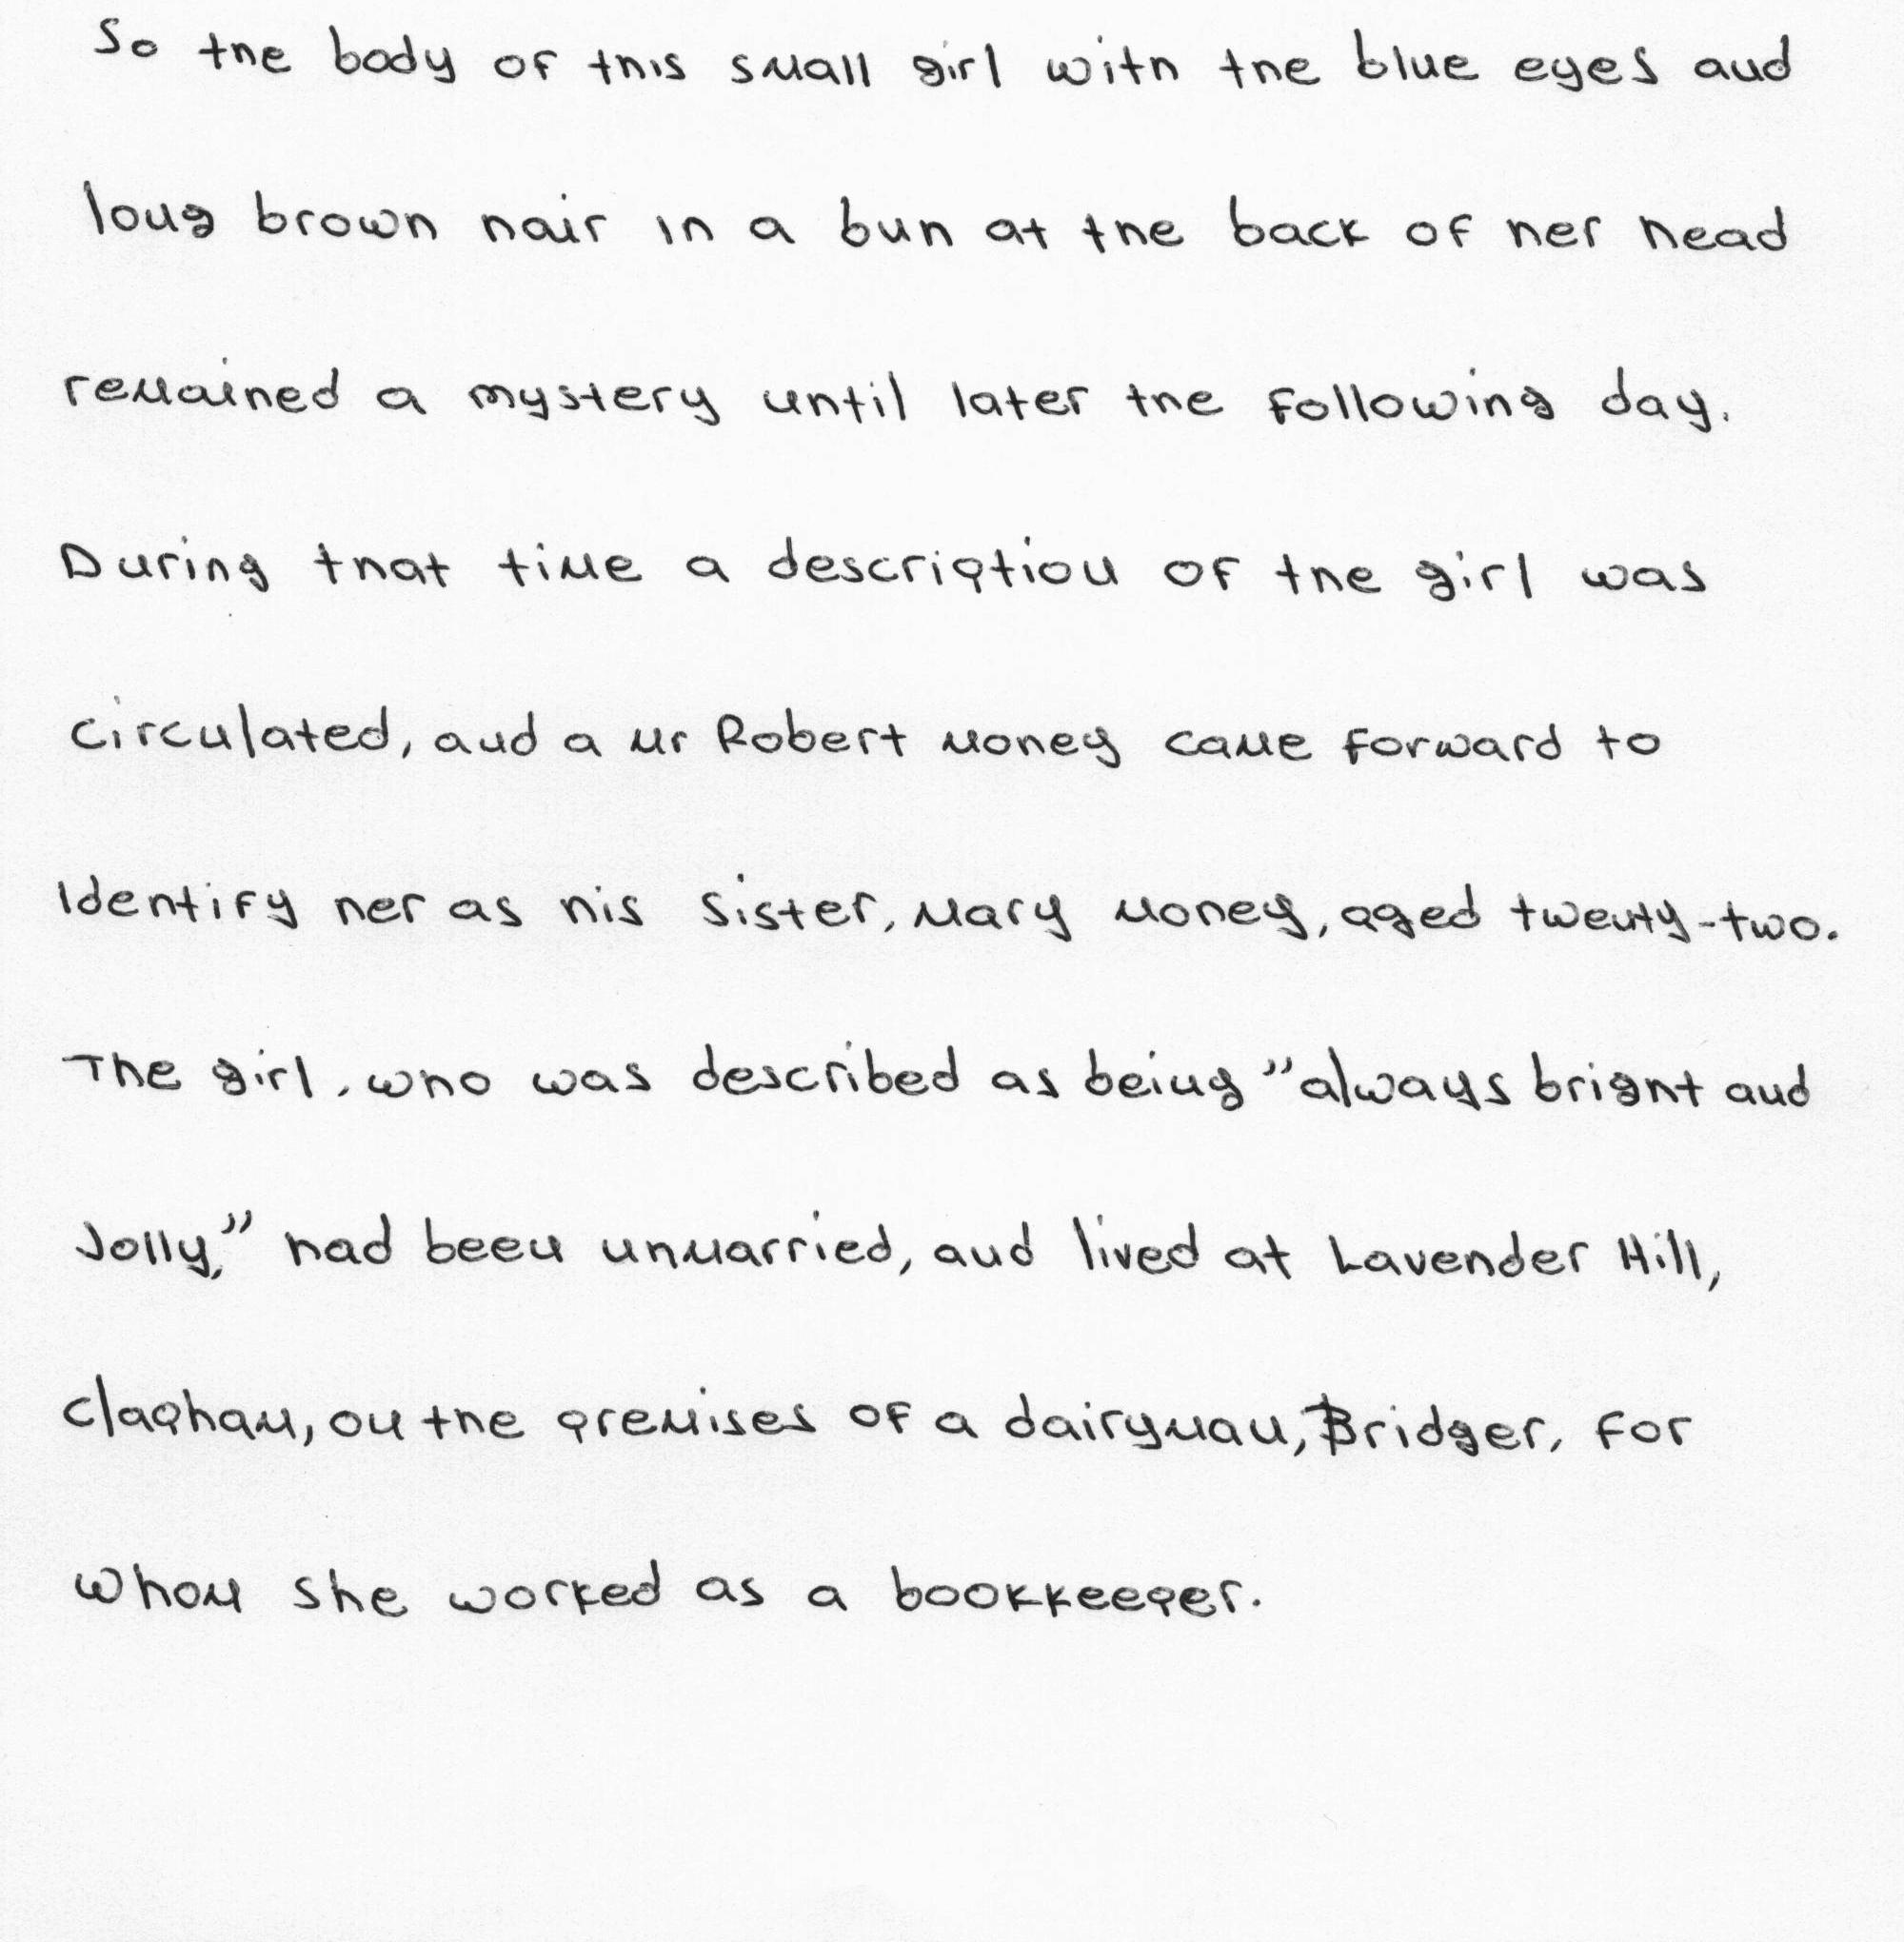 So the body of this small girl with the blue eyes and
long brown hair in a bun at the back of her head
remained a mystery until later the following day.
During that time a description of the girl was
circulated, and a Mr Robert Money came forward to
identify her as his sister, Mary Money, aged twenty-two.
The girl, who was described as being "always bright and
Jolly," had been unmarried, and lived at Lavender Hill,
Clapham, on the premises of a dairyman, Bridger, for
whom she worked as a bookkeeper.